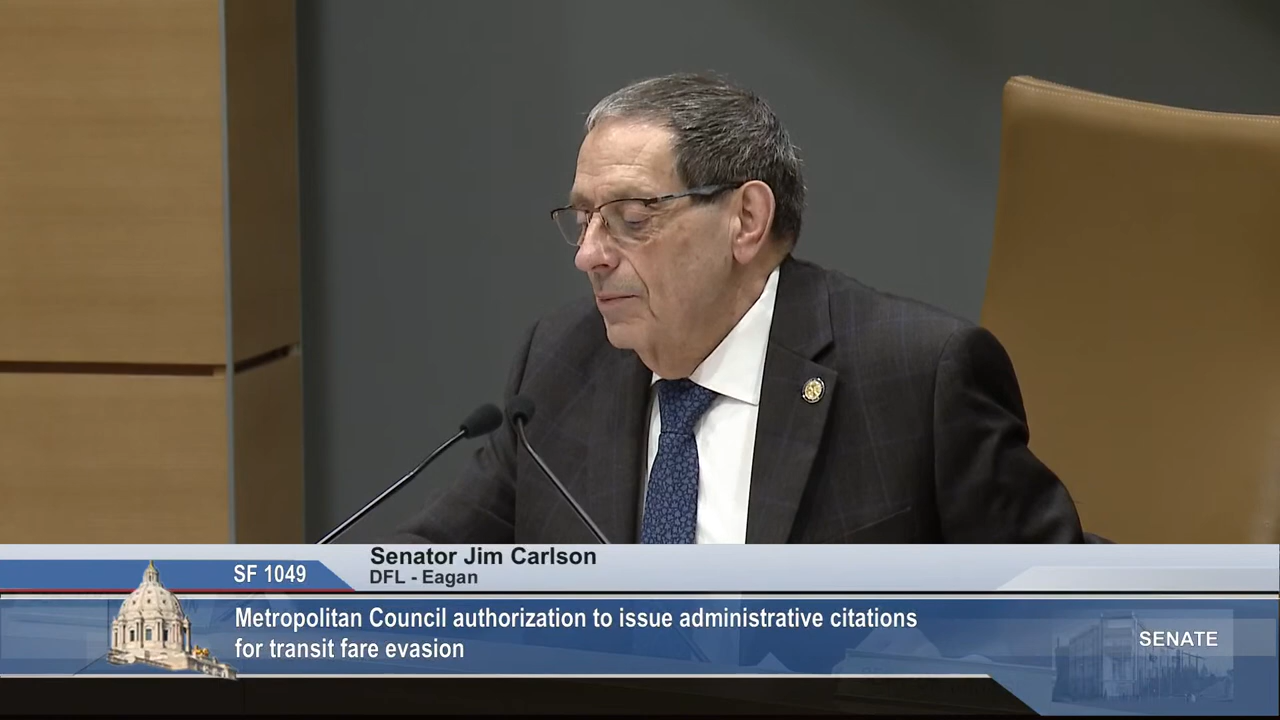 Senator Jim Carlson
DFL - Eagan
SF 1049
Metropolitan Council authorization to issue administrative citations
for transit fare evasion
SENATE